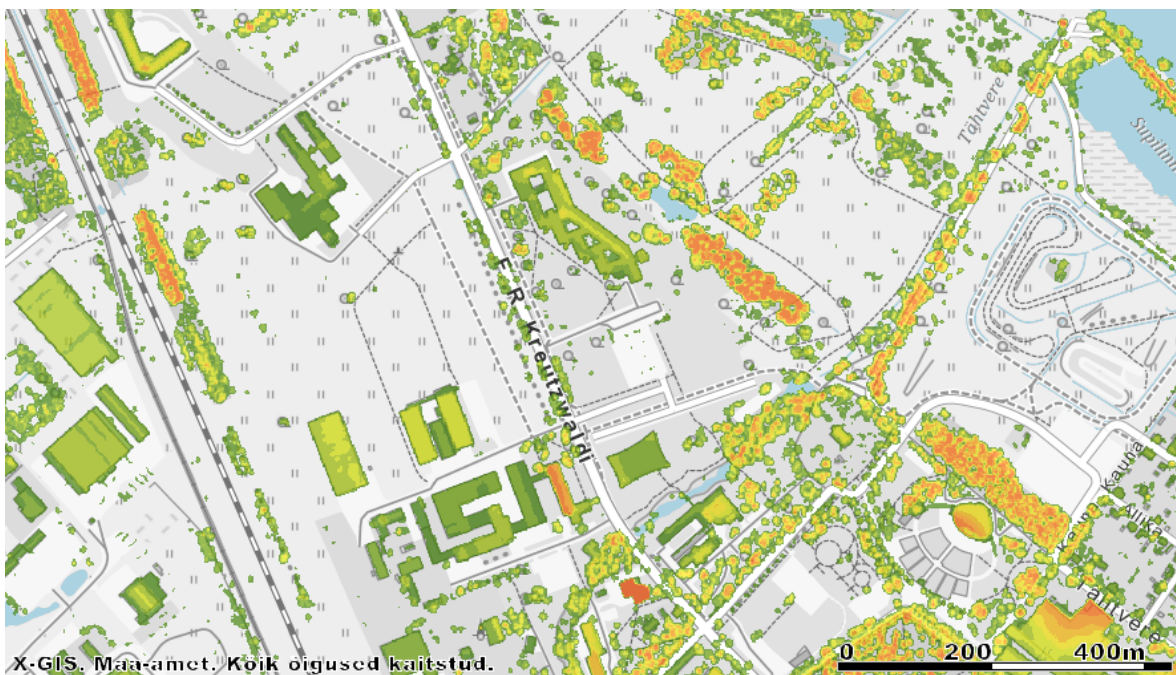 Tähtvere
Supilinn
F. R. Kreutzwaldi
Kauna
Allika
Tähtvere
X-GIS. Maa-amet. Kõik õigused kaitstud.
0 200 400m